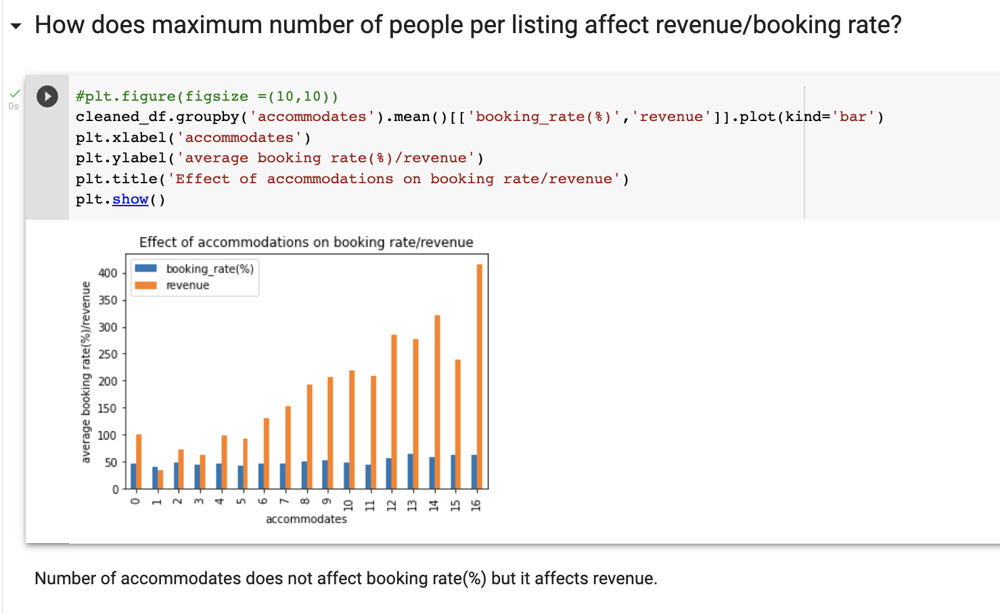 How does maximum number of people per listing affect revenue/booking rate?
0s
#plt.figure(figsize =(10,10))
cleaned_df.groupby('accommodates').mean()[['booking_rate(%)','revenue']].plot(kind='bar')
plt.xlabel('accommodates')
plt.ylabel('average booking rate(%)/revenue')
plt.title('Effect of accommodations on booking rate/revenue')
plt.show()
Effect of accommodations on booking rate/revenue
booking_rate(%)
revenue
400
350
300
250
200
150
100
50
0
average booking rate(%)/revenue
0 1 2 3 4 5 6 7 8 9 10 11 12 13 14 15 16
accommodates
Number of accommodates does not affect booking rate(%) but it affects revenue.